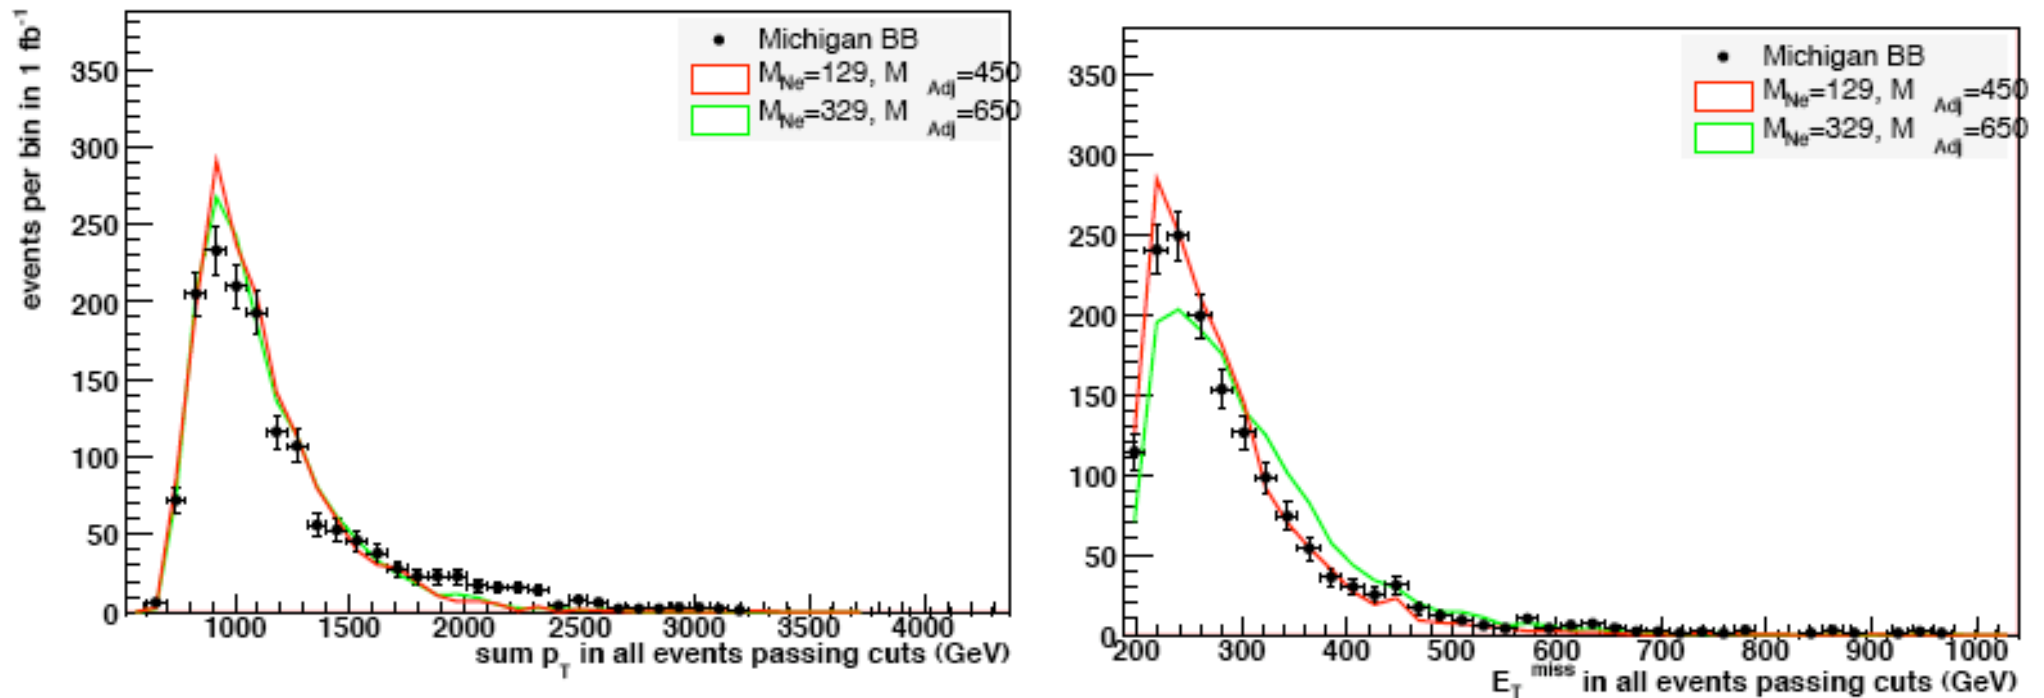 events per bin in 1 fb⁻¹
350
300
250
200
150
100
50
0
Michigan BB
M_Ne=129, M_Adj=450
M_Ne=329, M_Adj=650
1000 1500 2000 2500 3000 3500 4000
sum p_T in all events passing cuts (GeV)
350
300
250
200
150
100
50
0
Michigan BB
M_Ne=129, M_Adj=450
M_Ne=329, M_Adj=650
200 300 400 500 600 700 800 900 1000
E_T^miss in all events passing cuts (GeV)